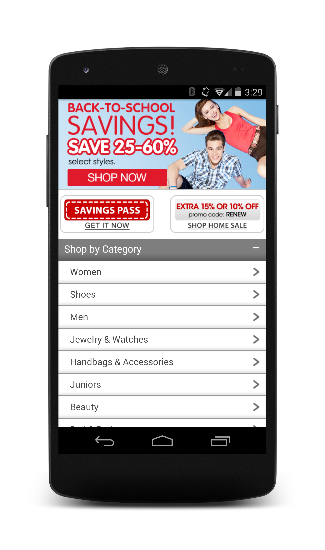 3:29
BACK-TO-SCHOOL
SAVINGS!
SAVE 25-60%
select styles.
SHOP NOW
SAVINGS PASS
GET IT NOW
EXTRA 15% OR 10% OFF
promo code: RENEW
SHOP HOME SALE
Shop by Category
Women
Shoes
Men
Jewelry & Watches
Handbags & Accessories
Juniors
Beauty